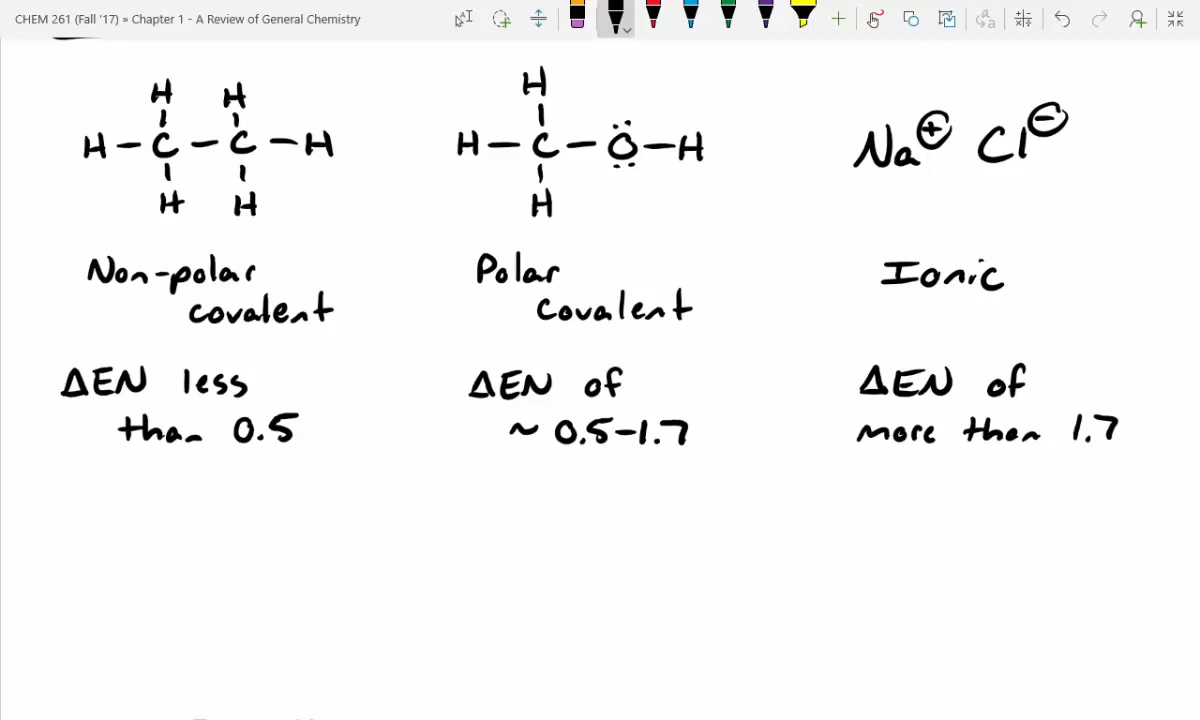 CHEM 261 (Fall '17) » Chapter 1 - A Review of General Chemistry
H H
H – C – C – H
H H
Non-polar
covalent
ΔEN less
than 0.5
H
H – C – O – H
H
Polar
covalent
ΔEN of
~ 0.5-1.7
Na⊕ Cl⊖
Ionic
ΔEN of
more than 1.7